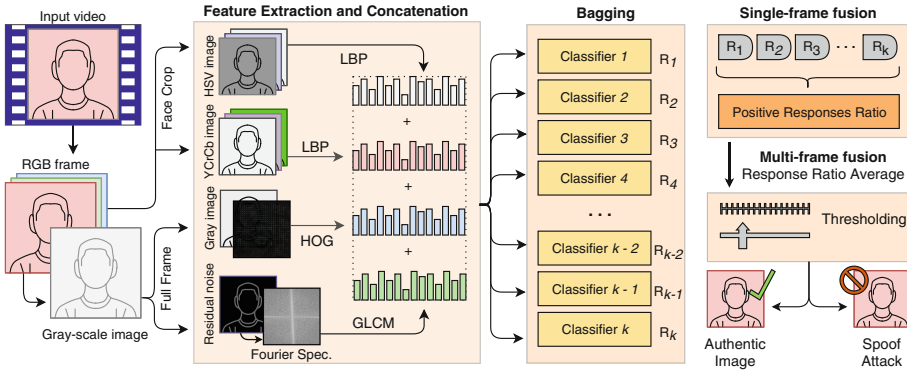 Input video
RGB frame
Gray-scale image
Face Crop
Full Frame
Feature Extraction and Concatenation
HSV image
LBP
YCrCb image
LBP
Gray image
HOG
Residual noise
Fourier Spec.
GLCM
+
+
+
Bagging
Classifier 1 R1
Classifier 2 R2
Classifier 3 R3
Classifier 4 R4
...
Classifier k - 2 Rk-2
Classifier k - 1 Rk-1
Classifier k Rk
Single-frame fusion
R1 R2 R3 ... Rk
Positive Responses Ratio
Multi-frame fusion
Response Ratio Average
Thresholding
Authentic
Image
Spoof
Attack